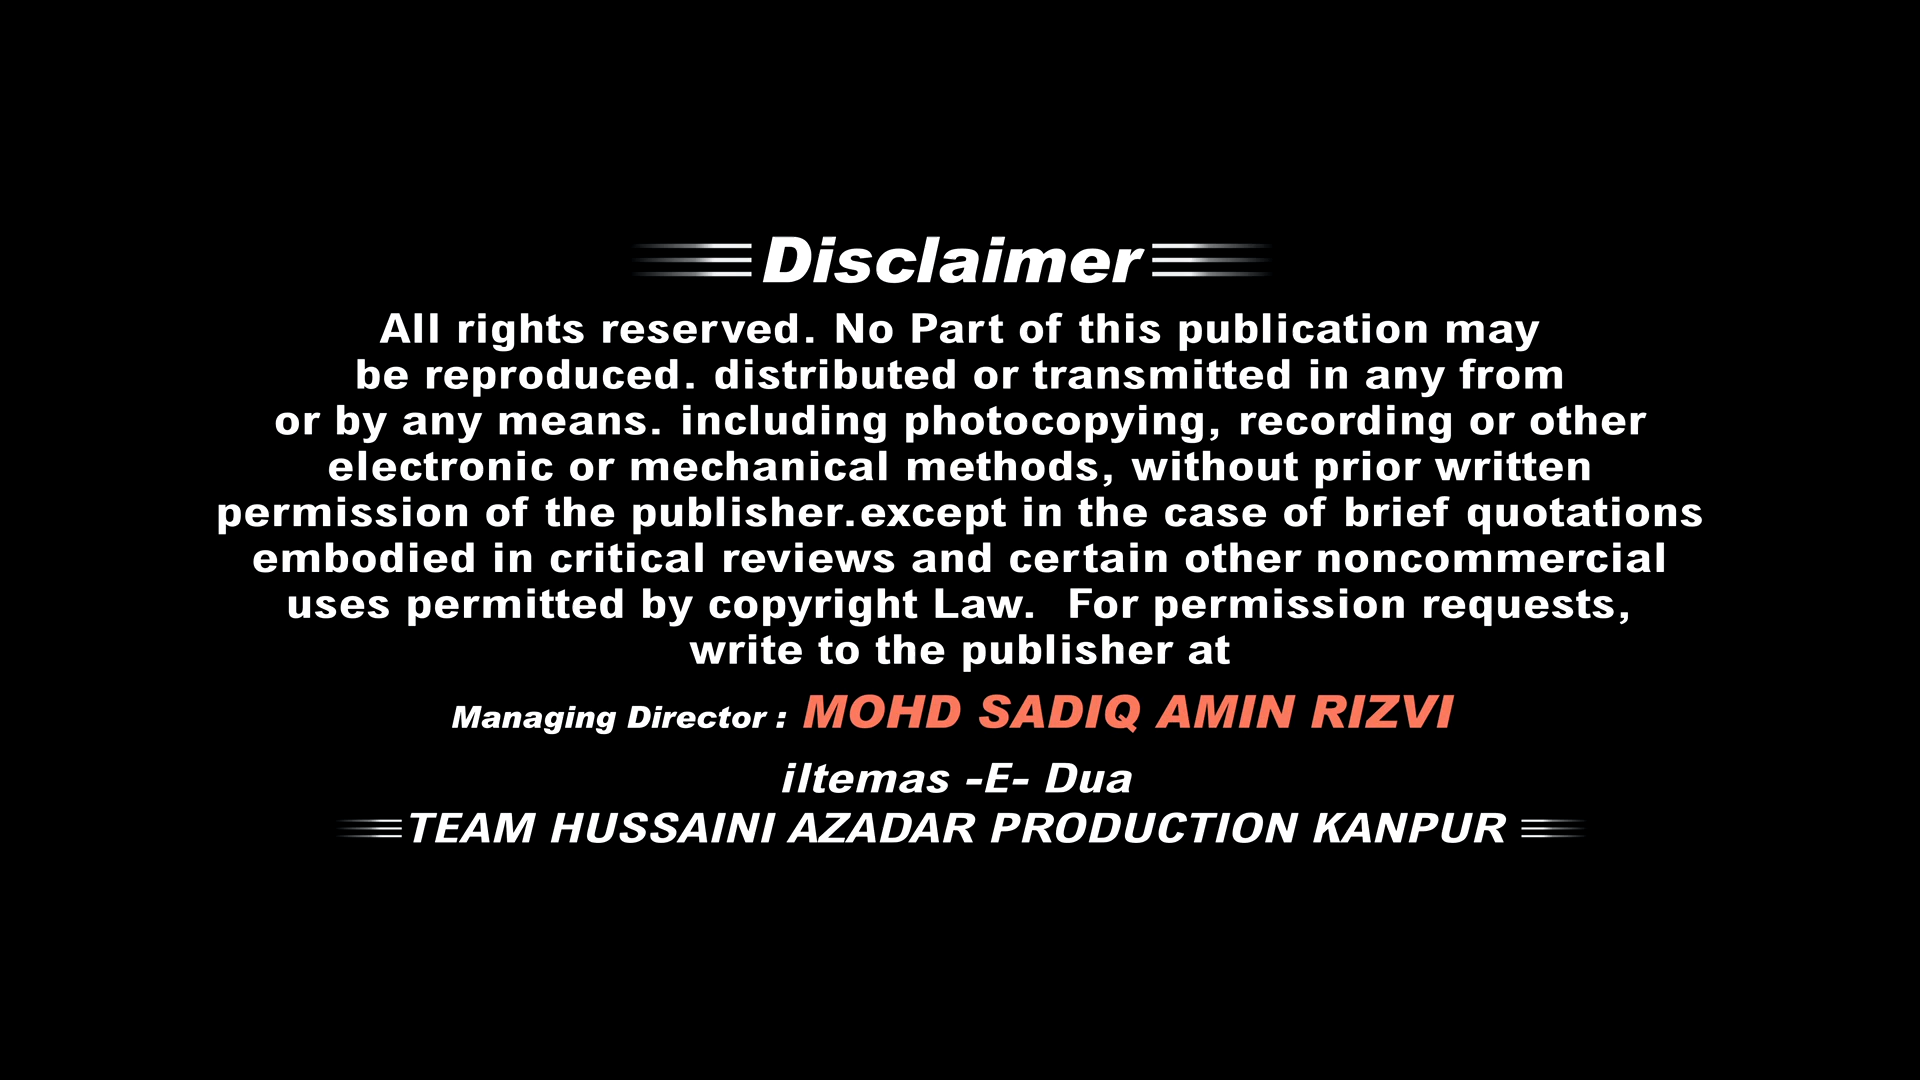 Disclaimer
All rights reserved. No Part of this publication may
be reproduced. distributed or transmitted in any from
or by any means. including photocopying, recording or other
electronic or mechanical methods, without prior written
permission of the publisher.except in the case of brief quotations
embodied in critical reviews and certain other noncommercial
uses permitted by copyright Law.  For permission requests,
write to the publisher at
Managing Director : MOHD SADIQ AMIN RIZVI
iltemas -E- Dua
TEAM HUSSAINI AZADAR PRODUCTION KANPUR